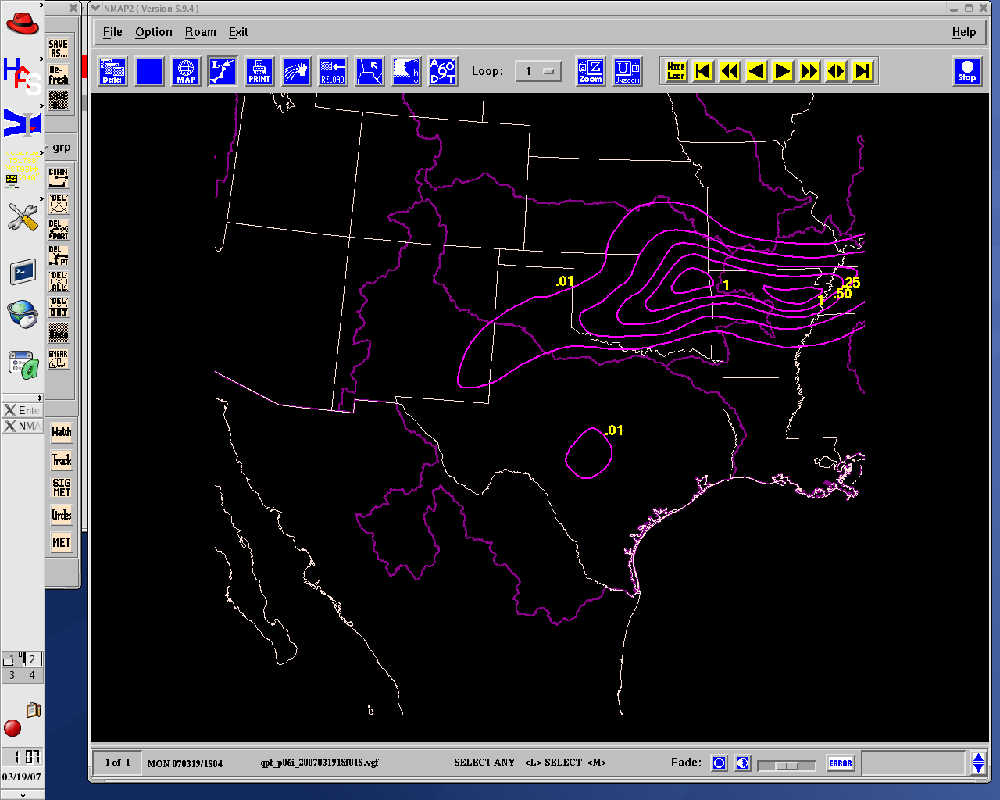 NMAP2 ( Version 5.9.4 )
File Option Roam Exit Help
SAVE
AS...
Re-
Fresh
SAVE
ALL
Data
MAP
PRINT
RELOAD
Loop: 1
Zoom
UNZOOM
HIDE
LOOP
Stop
grp
CONN
DEL
DEL
PART
DEL
PT
DEL
ALL
DEL
OBJ
Redo
SMEAR
Watch
Track
SIG
MET
Circles
MET
X Ente
X NMA
.01
1
.25
.50
1
.01
1 2
3 4
1 07
03/19/07
1 of 1
MON 070319/1804
qpf_p06i_2007031918f018.vgf
SELECT ANY <L> SELECT <M>
Fade:
ERROR